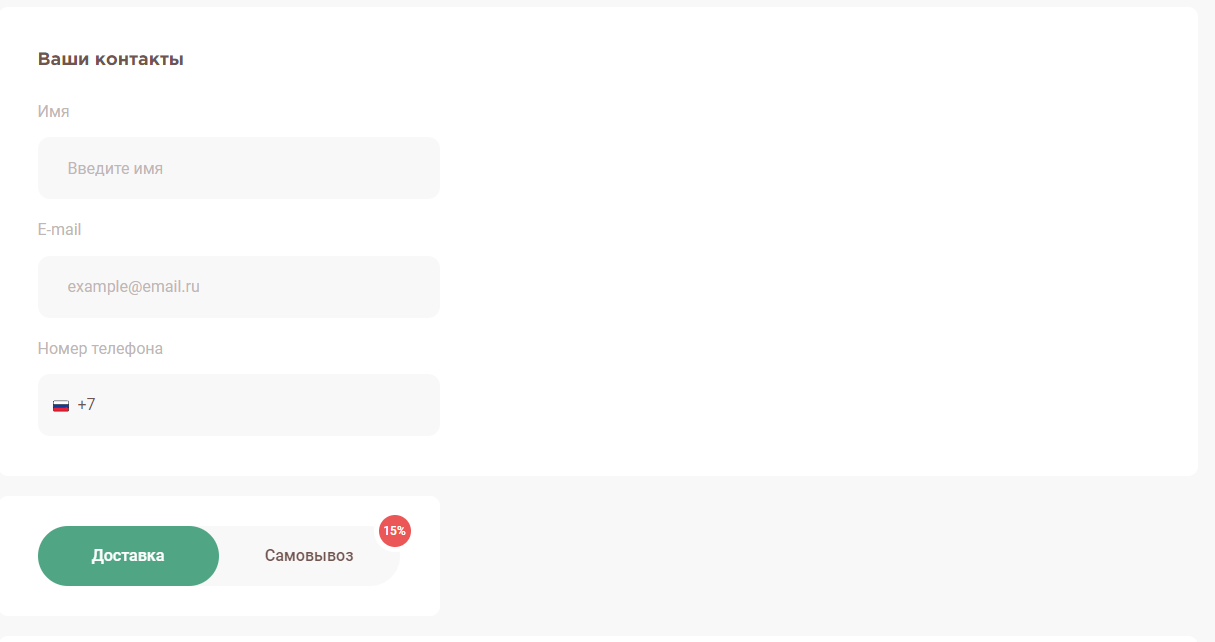 Ваши контакты
Имя
Введите имя
E-mail
example@email.ru
Номер телефона
+7
15%
Доставка
Самовывоз